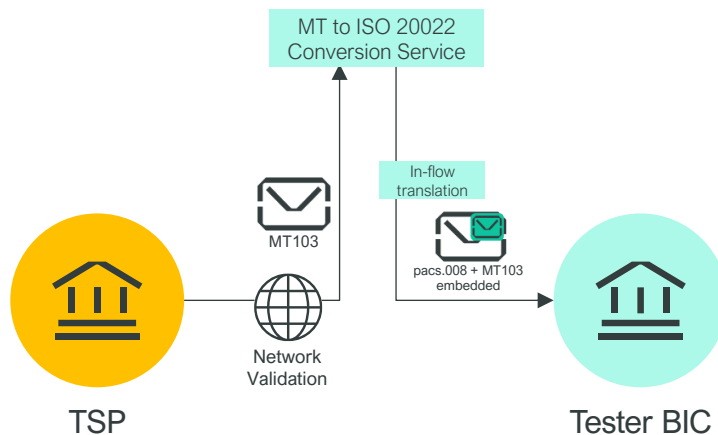 MT to ISO 20022
Conversion Service
In-flow
translation
MT103
pacs.008 + MT103
embedded
Network
Validation
TSP
Tester BIC